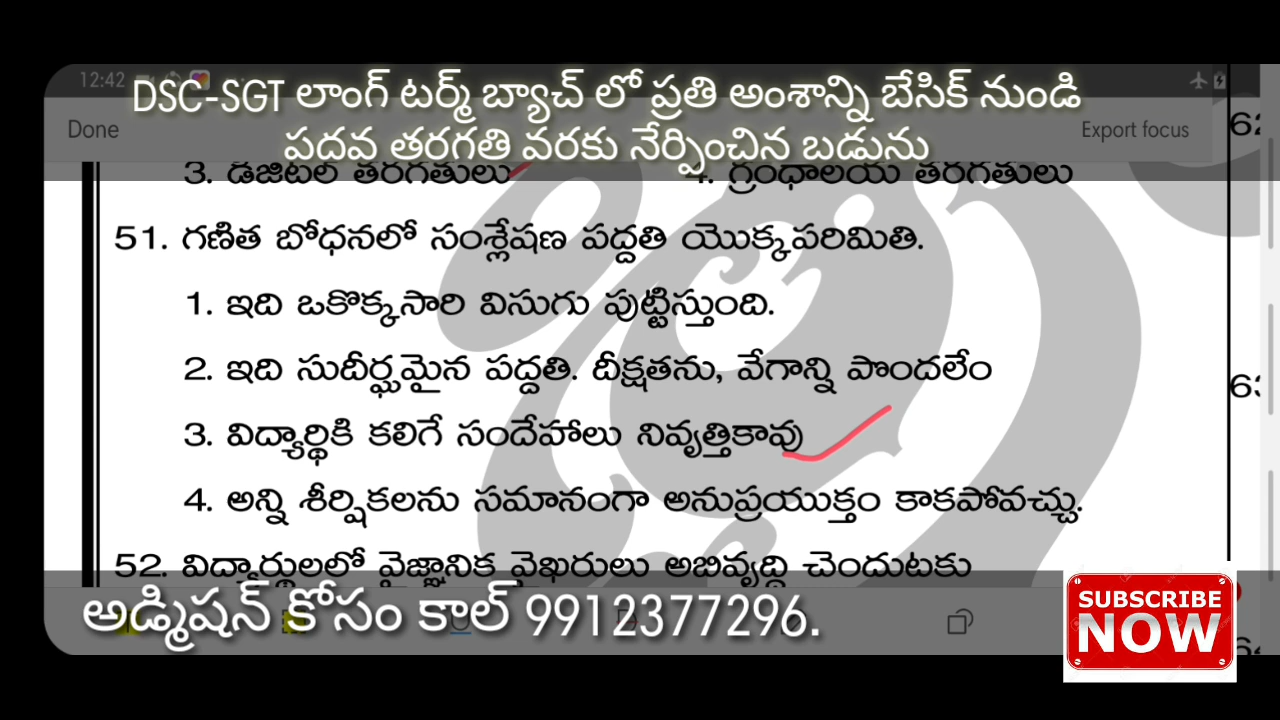 12:42
DSC-SGT లాంగ్ టర్మ్ బ్యాచ్ లో ప్రతి అంశాన్ని బేసిక్ నుండి
Done
Export focus
పదవ తరగతి వరకు నేర్పించిన బడును
3. డిజిటల్ తరగతులు
4. గ్రంథాలయ తరగతులు
51. గణిత బోధనలో సంశ్లేషణ పద్దతి యొక్కపరిమితి.
1. ఇది ఒకొక్కసారి విసుగు పుట్టిస్తుంది.
2. ఇది సుదీర్ఘమైన పద్దతి. దీక్షతను, వేగాన్ని పొందలేం
3. విద్యార్థికి కలిగే సందేహాలు నివృత్తికావు
4. అన్ని శీర్షికలను సమానంగా అనుప్రయుక్తం కాకపోవచ్చు.
52. విద్యార్థులలో వైజ్ఞానిక వైఖరులు అభివృద్ది చెందుటకు
అడ్మిషన్ కోసం కాల్ 9912377296.
SUBSCRIBE
NOW